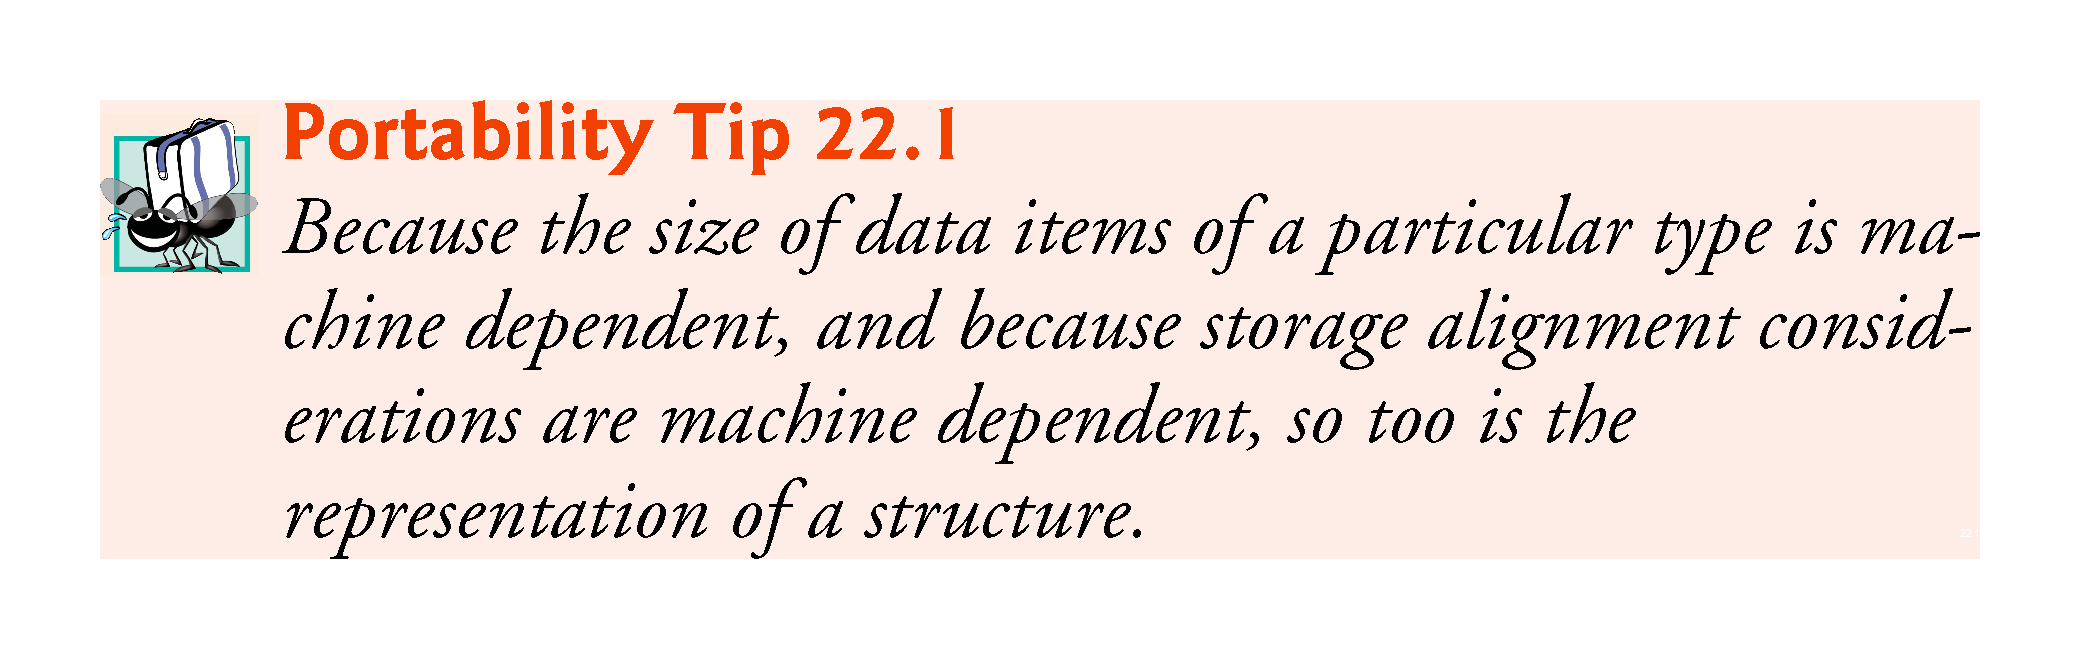 Portability Tip 22.1
Because the size of data items of a particular type is ma-
chine dependent, and because storage alignment consid-
erations are machine dependent, so too is the
representation of a structure.